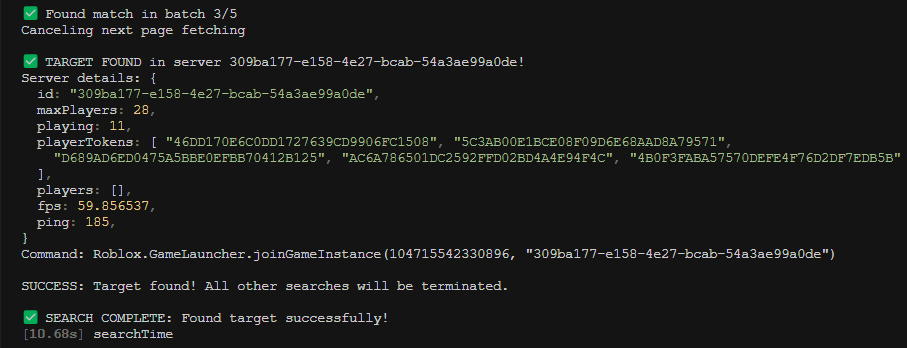 ✅ Found match in batch 3/5
Canceling next page fetching
✅ TARGET FOUND in server 309ba177-e158-4e27-bcab-54a3ae99a0de!
Server details: {
  id: "309ba177-e158-4e27-bcab-54a3ae99a0de",
  maxPlayers: 28,
  playing: 11,
  playerTokens: [ "46DD170E6C0DD1727639CD9906FC1508", "5C3AB00E1BCE08F09D6E68AAD8A79571",
    "D689AD6ED0475A5BBE0EFBB70412B125", "AC6A786501DC2592FFD02BD4A4E94F4C", "4B0F3FABA57570DEFE4F76D2DF7EDB5B"
  ],
  players: [],
  fps: 59.856537,
  ping: 185,
}
Command: Roblox.GameLauncher.joinGameInstance(104715542330896, "309ba177-e158-4e27-bcab-54a3ae99a0de")
SUCCESS: Target found! All other searches will be terminated.
✅ SEARCH COMPLETE: Found target successfully!
[10.68s] searchTime